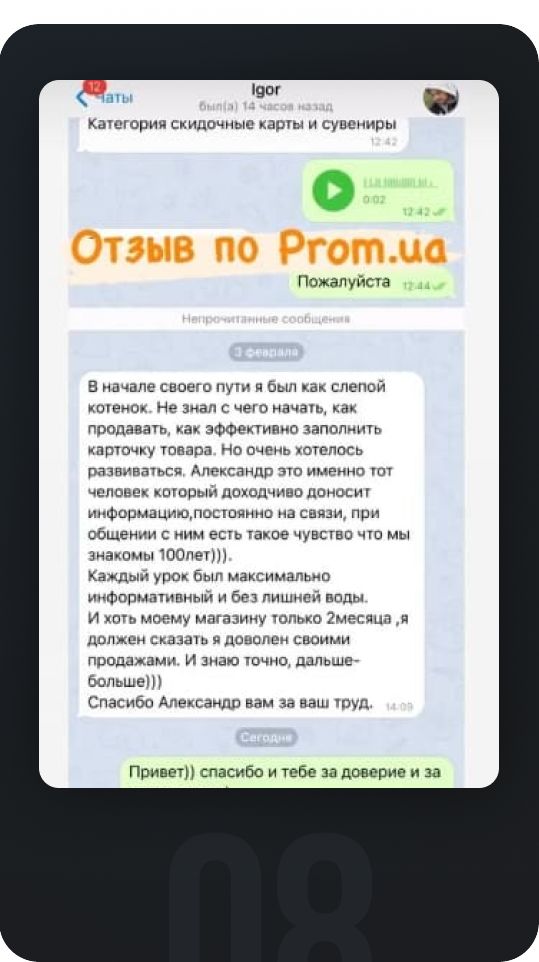 12
Чаты
Igor
был(а) 14 часов назад
Категория скидочные карты и сувениры
12:42
0:02
12:42
Отзыв по Prom.ua
Пожалуйста 12:44
Непрочитанные сообщения
3 февраля
В начале своего пути я был как слепой
котенок. Не знал с чего начать, как
продавать, как эффективно заполнить
карточку товара. Но очень хотелось
развиваться. Александр это именно тот
человек который доходчиво доносит
информацию,постоянно на связи, при
общении с ним есть такое чувство что мы
знакомы 100лет))).
Каждый урок был максимально
информативный и без лишней воды.
И хоть моему магазину только 2месяца ,я
должен сказать я доволен своими
продажами. И знаю точно, дальше-
больше)))
Спасибо Александр вам за ваш труд. 14:09
Сегодня
Привет)) спасибо и тебе за доверие и за
08